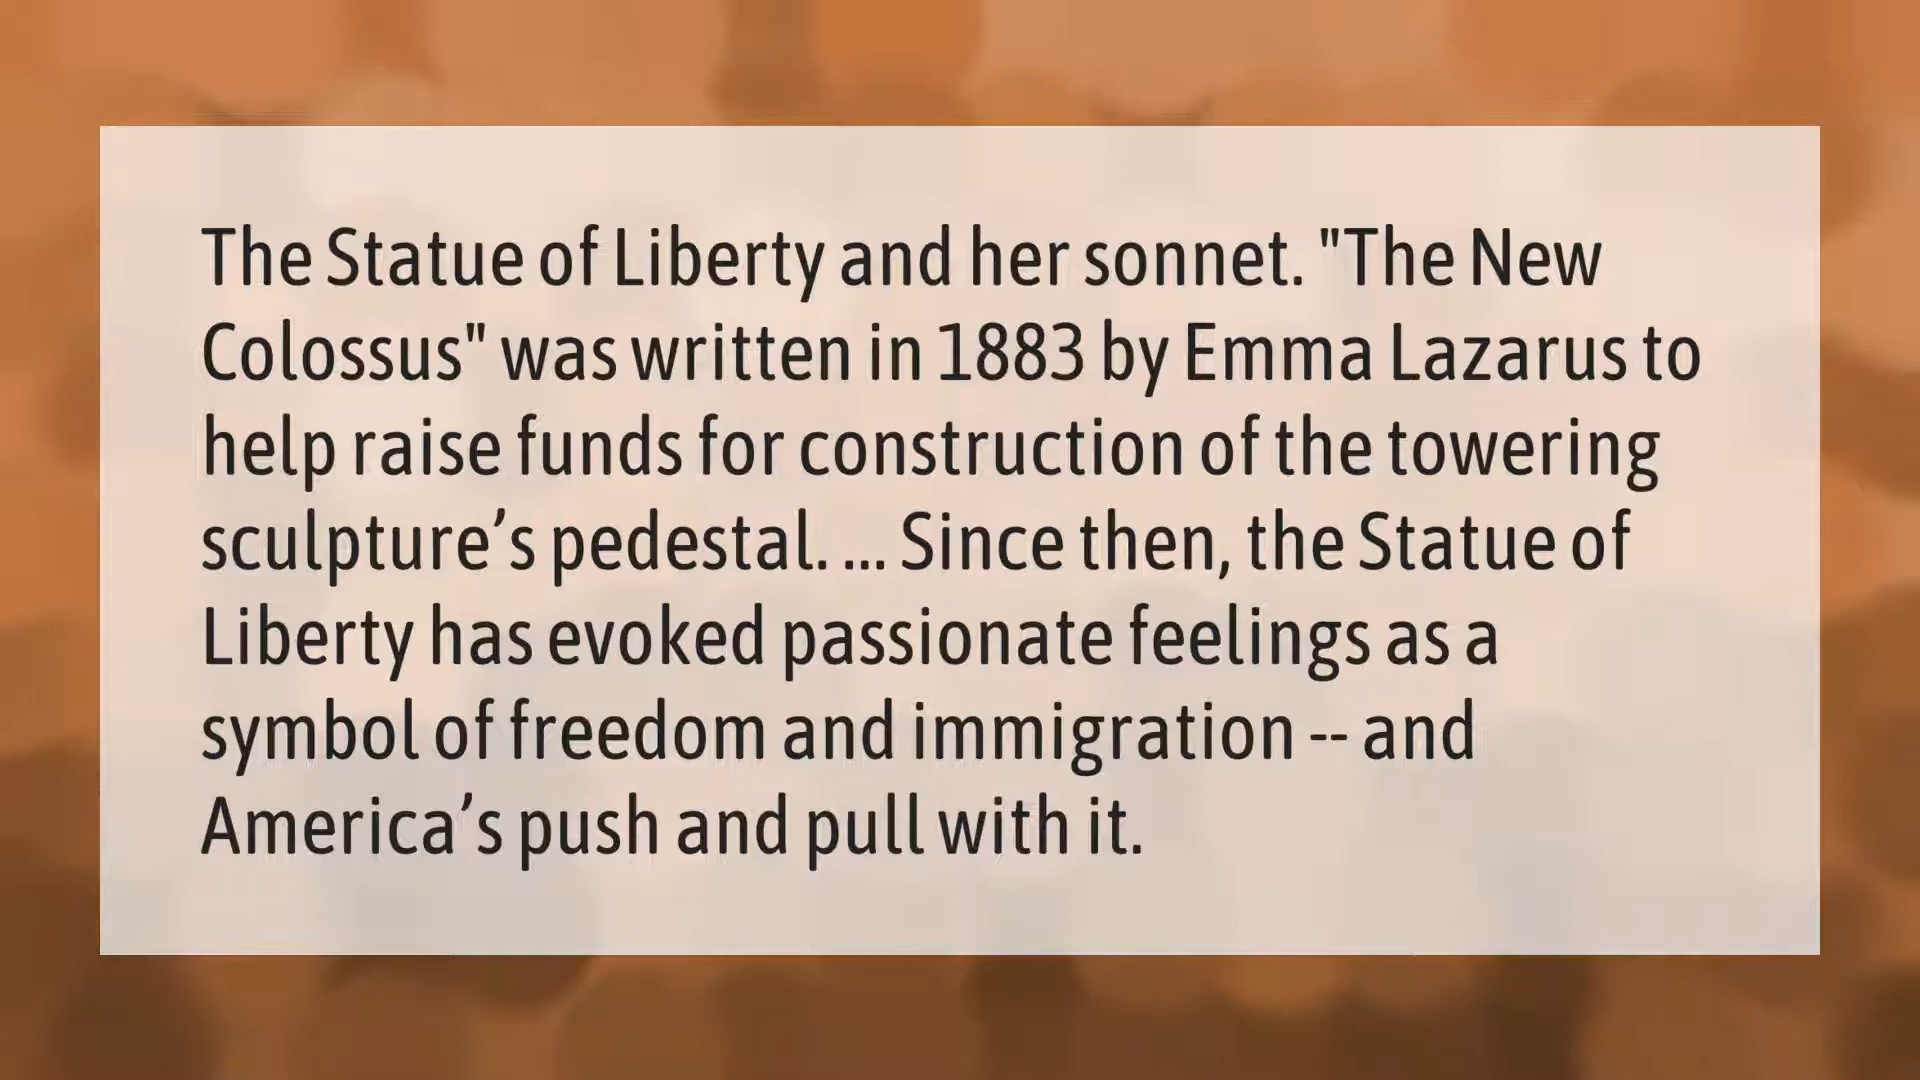 The Statue of Liberty and her sonnet. "The New
Colossus" was written in 1883 by Emma Lazarus to
help raise funds for construction of the towering
sculpture’s pedestal. ... Since then, the Statue of
Liberty has evoked passionate feelings as a
symbol of freedom and immigration -- and
America’s push and pull with it.